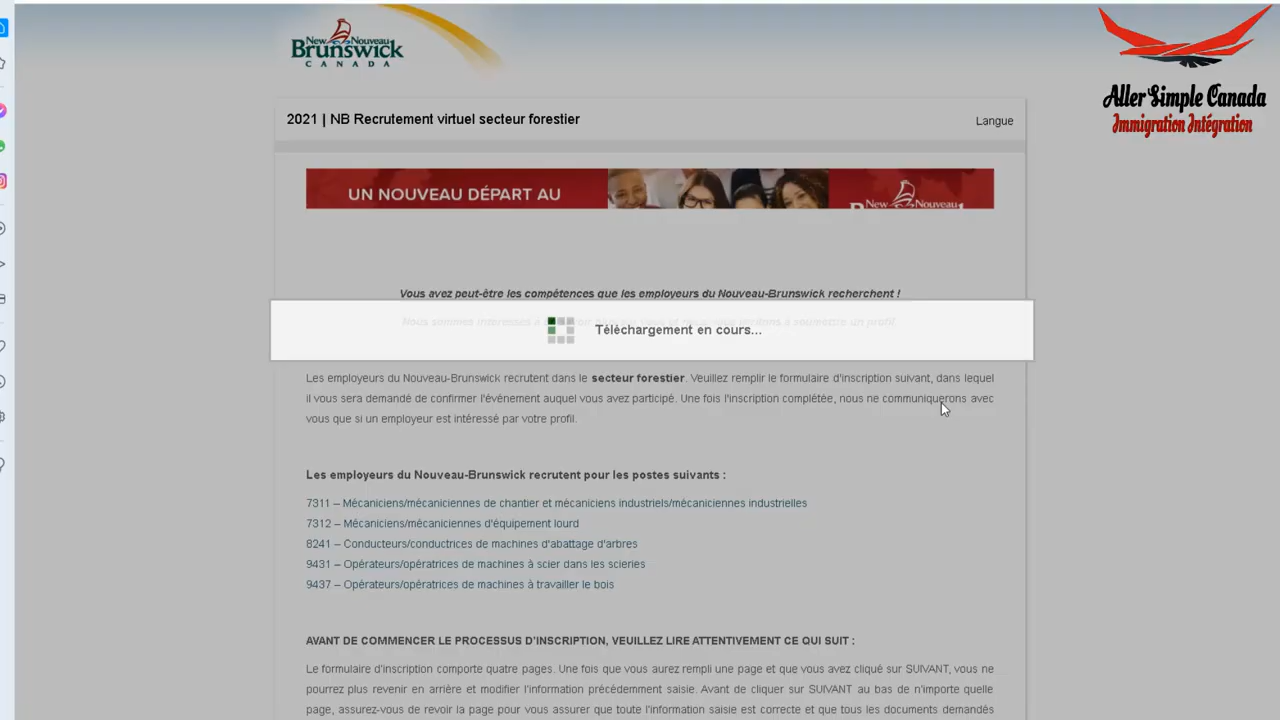 New Nouveau
Brunswick
CANADA
Aller Simple Canada
Immigration Intégration
2021 | NB Recrutement virtuel secteur forestier
Langue
UN NOUVEAU DÉPART AU
New Nouveau
Vous avez peut-être les compétences que les employeurs du Nouveau-Brunswick recherchent !
Téléchargement en cours...
Les employeurs du Nouveau-Brunswick recrutent dans le secteur forestier. Veuillez remplir le formulaire d'inscription suivant, dans lequel
il vous sera demandé de confirmer l'évènement auquel vous avez participé. Une fois l'inscription complétée, nous ne communiquerons avec
vous que si un employeur est intéressé par votre profil.
Les employeurs du Nouveau-Brunswick recrutent pour les postes suivants :
7311 – Mécaniciens/mécaniciennes de chantier et mécaniciens industriels/mécaniciennes industrielles
7312 – Mécaniciens/mécaniciennes d'équipement lourd
8241 – Conducteurs/conductrices de machines d'abattage d'arbres
9431 – Opérateurs/opératrices de machines à scier dans les scieries
9437 – Opérateurs/opératrices de machines à travailler le bois
AVANT DE COMMENCER LE PROCESSUS D'INSCRIPTION, VEUILLEZ LIRE ATTENTIVEMENT CE QUI SUIT :
Le formulaire d'inscription comporte quatre pages. Une fois que vous aurez rempli une page et que vous avez cliqué sur SUIVANT, vous ne
pourrez plus revenir en arrière et modifier l'information précédemment saisie. Avant de cliquer sur SUIVANT au bas de n'importe quelle
page, assurez-vous de revoir la page pour vous assurer que toute l'information saisie est correcte et que tous les documents demandés